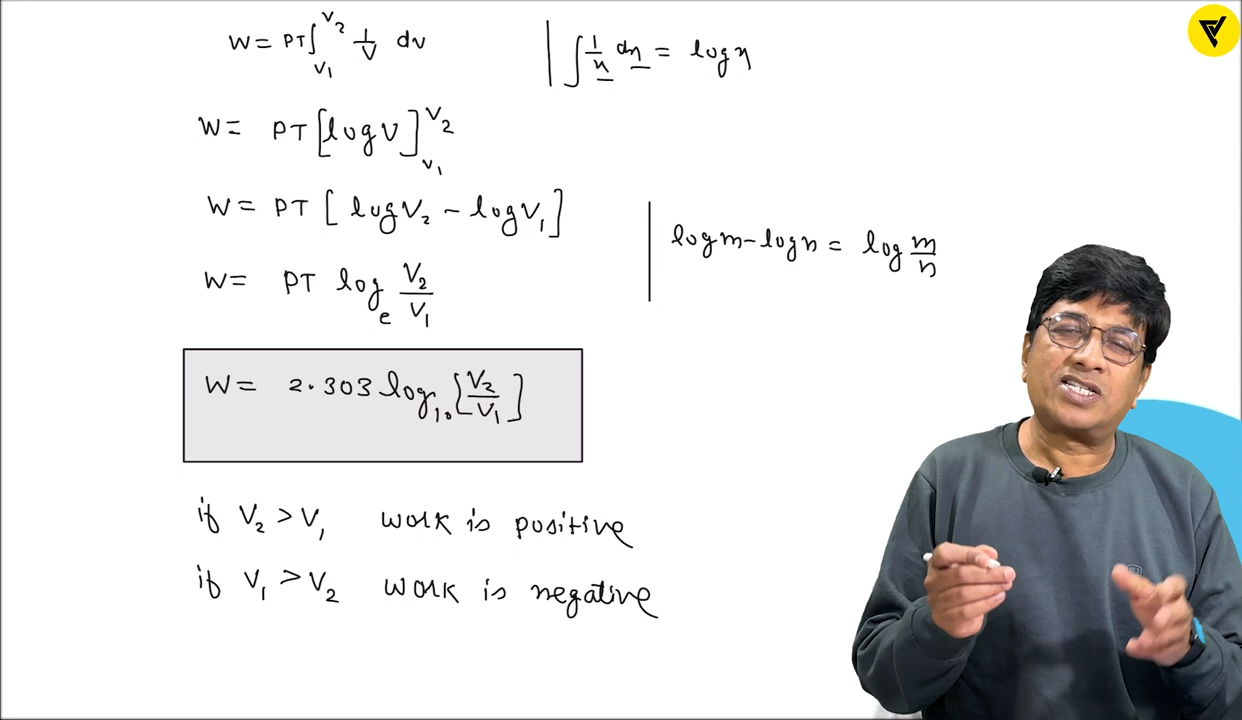 W = PT ∫_{V₁}^{V₂} 1/V dv
∫ 1/x dx = log x
W = PT [log V]_{V₁}^{V₂}
W = PT [ log V₂ - log V₁ ]
log m - log n = log m/n
W = PT log_e V₂/V₁
W = 2.303 log₁₀ [V₂/V₁]
if V₂ > V₁ work is positive
if V₁ > V₂ work is negative